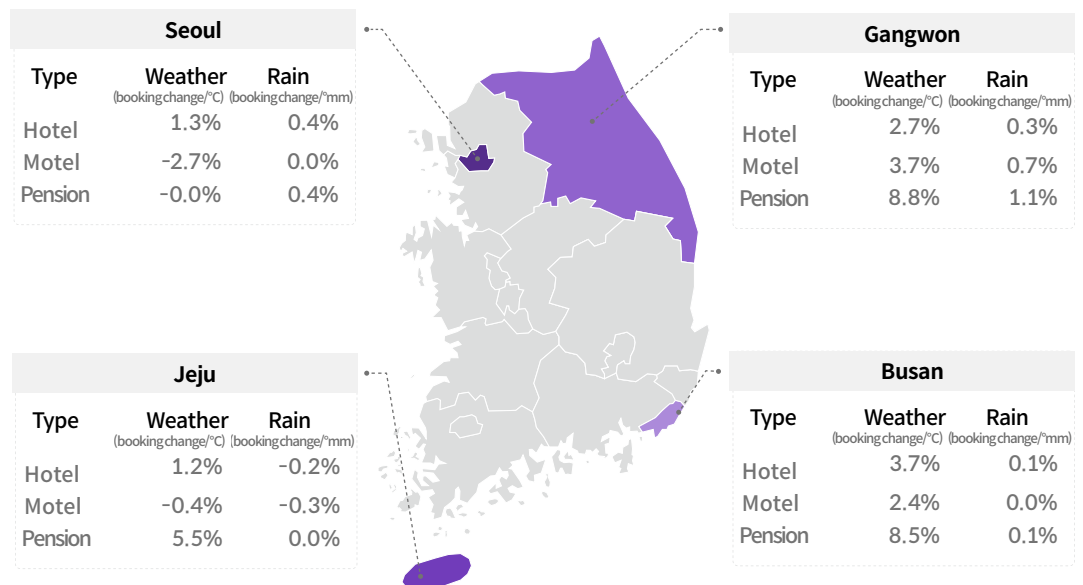 Seoul
Type Weather Rain
(booking change/°C) (booking change/°mm)
Hotel 1.3% 0.4%
Motel -2.7% 0.0%
Pension -0.0% 0.4%
Gangwon
Type Weather Rain
(booking change/°C) (booking change/°mm)
Hotel 2.7% 0.3%
Motel 3.7% 0.7%
Pension 8.8% 1.1%
Jeju
Type Weather Rain
(booking change/°C) (booking change/°mm)
Hotel 1.2% -0.2%
Motel -0.4% -0.3%
Pension 5.5% 0.0%
Busan
Type Weather Rain
(booking change/°C) (booking change/°mm)
Hotel 3.7% 0.1%
Motel 2.4% 0.0%
Pension 8.5% 0.1%